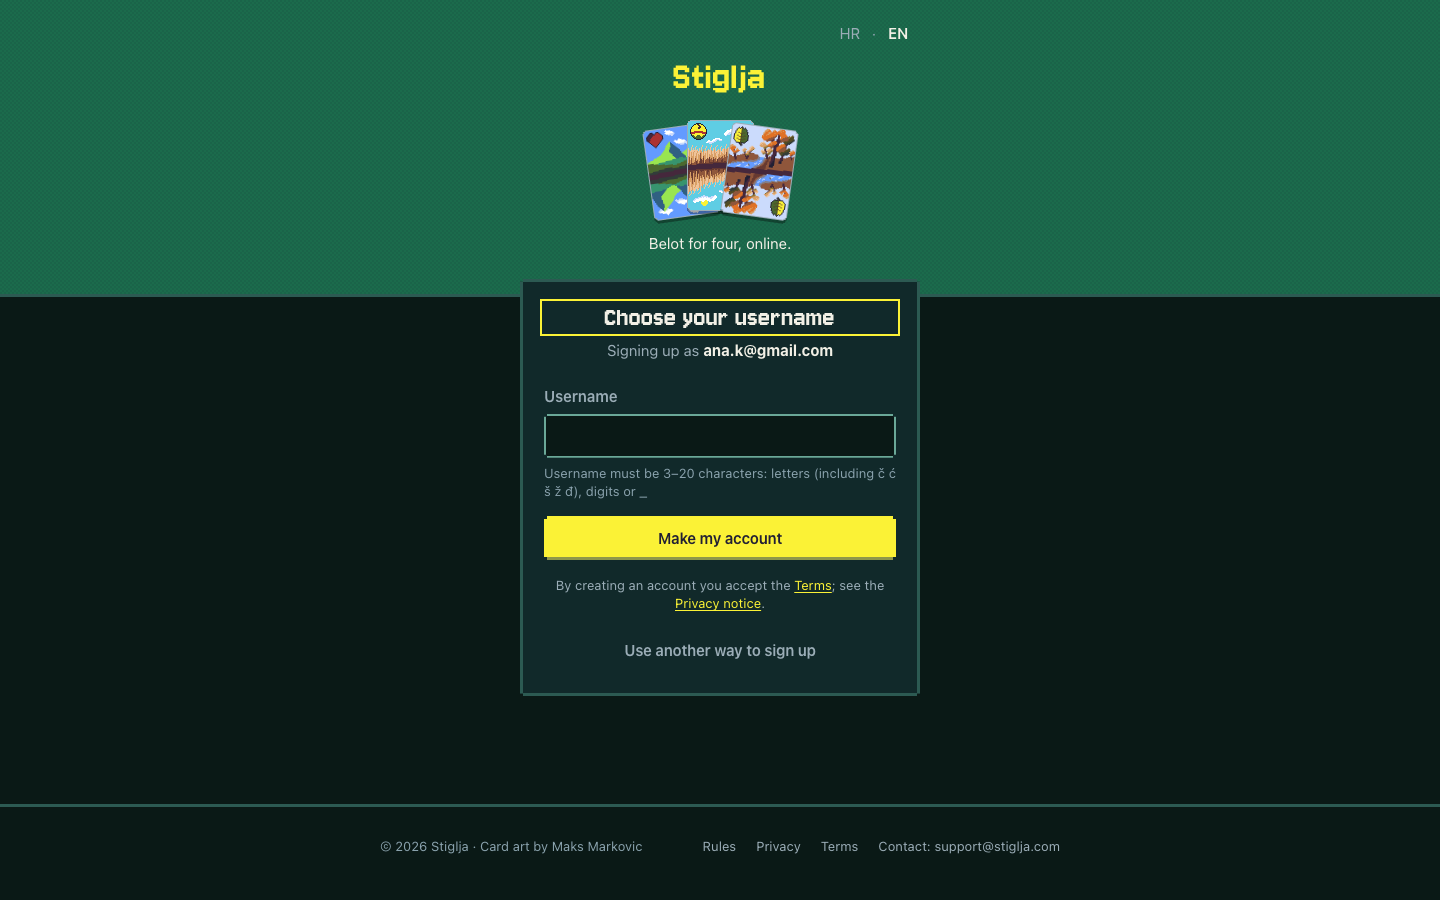 HR · EN
Stiglja
Belot for four, online.
Choose your username
Signing up as ana.k@gmail.com
Username
Username must be 3–20 characters: letters (including č ć
š ž đ), digits or _
Make my account
By creating an account you accept the Terms; see the
Privacy notice.
Use another way to sign up
© 2026 Stiglja · Card art by Maks Markovic
Rules Privacy Terms Contact: support@stiglja.com